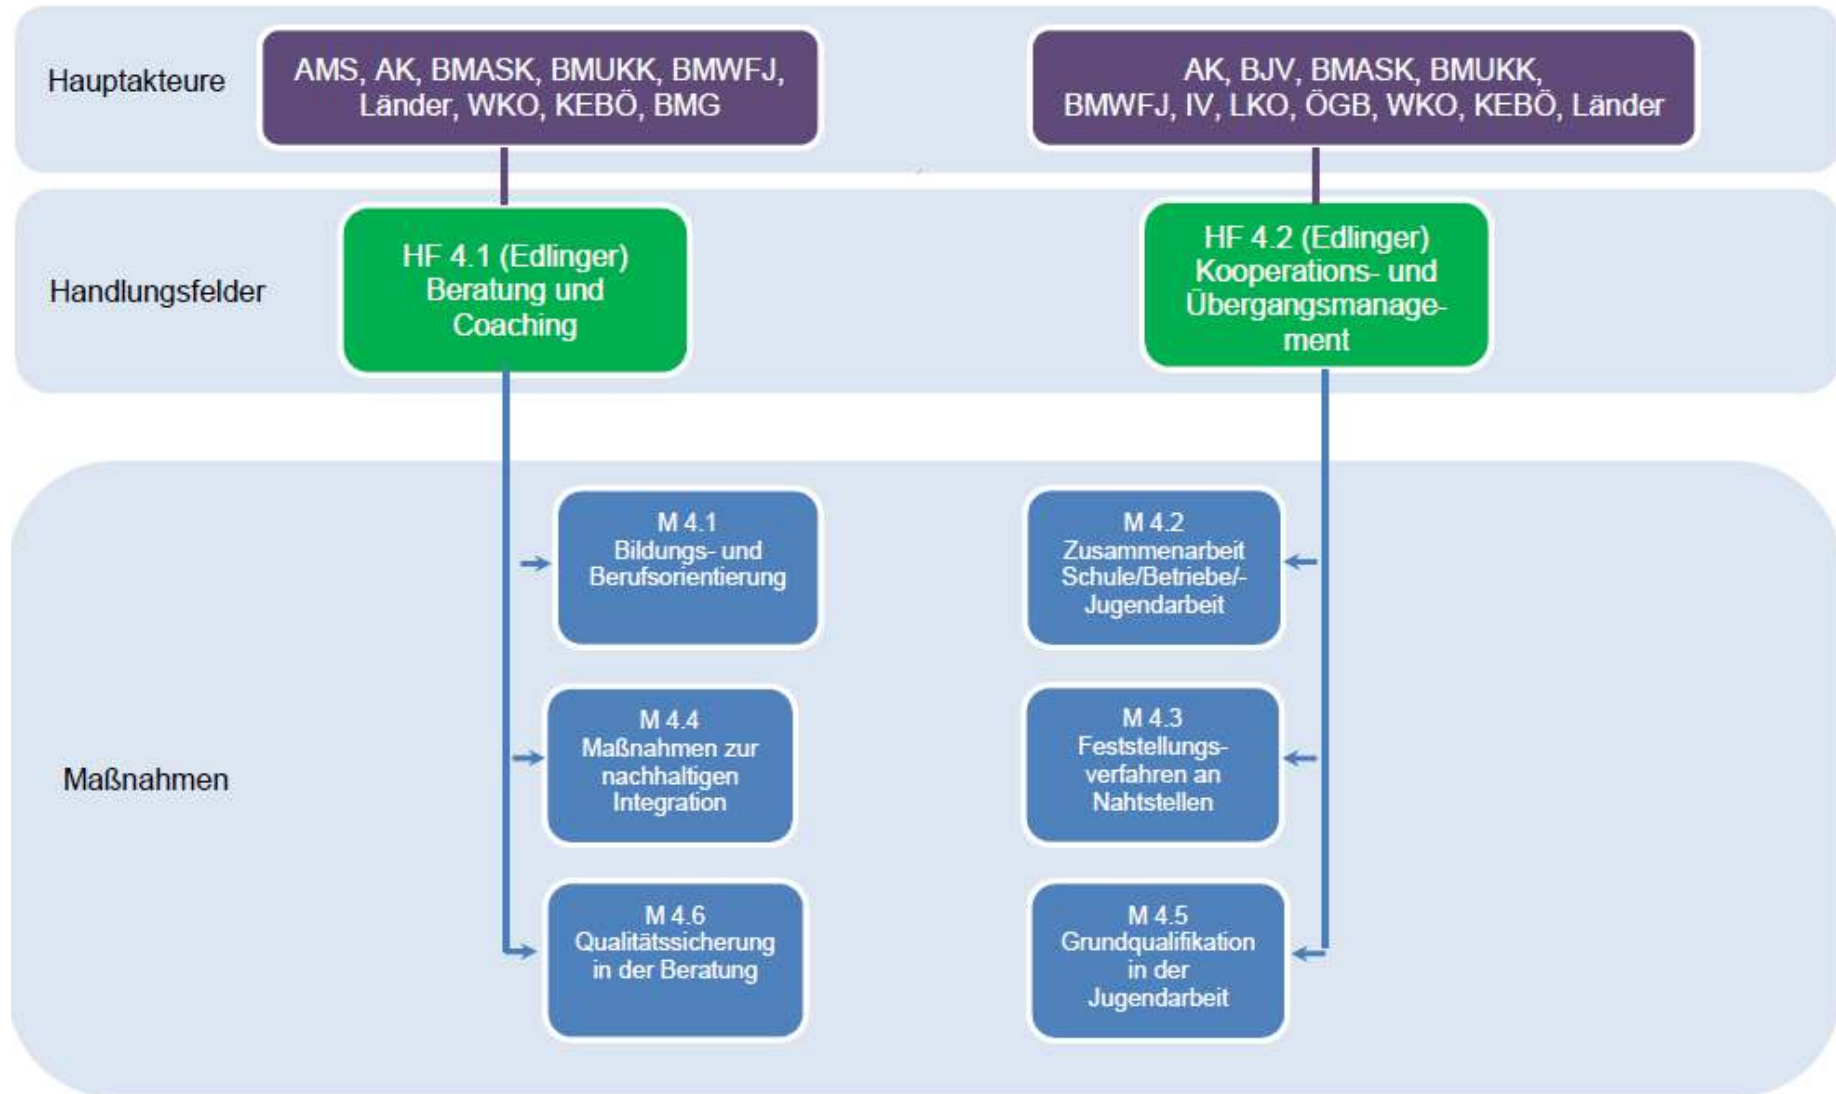 Hauptakteure
AMS, AK, BMASK, BMUKK, BMWFJ,
Länder, WKO, KEBÖ, BMG
AK, BJV, BMASK, BMUKK,
BMWFJ, IV, LKO, ÖGB, WKO, KEBÖ, Länder
Handlungsfelder
HF 4.1 (Edlinger)
Beratung und
Coaching
HF 4.2 (Edlinger)
Kooperations- und
Übergangsmanage-
ment
Maßnahmen
M 4.1
Bildungs- und
Berufsorientierung
M 4.2
Zusammenarbeit
Schule/Betriebe/-
Jugendarbeit
M 4.4
Maßnahmen zur
nachhaltigen
Integration
M 4.3
Feststellungs-
verfahren an
Nahtstellen
M 4.6
Qualitätssicherung
in der Beratung
M 4.5
Grundqualifikation
in der
Jugendarbeit